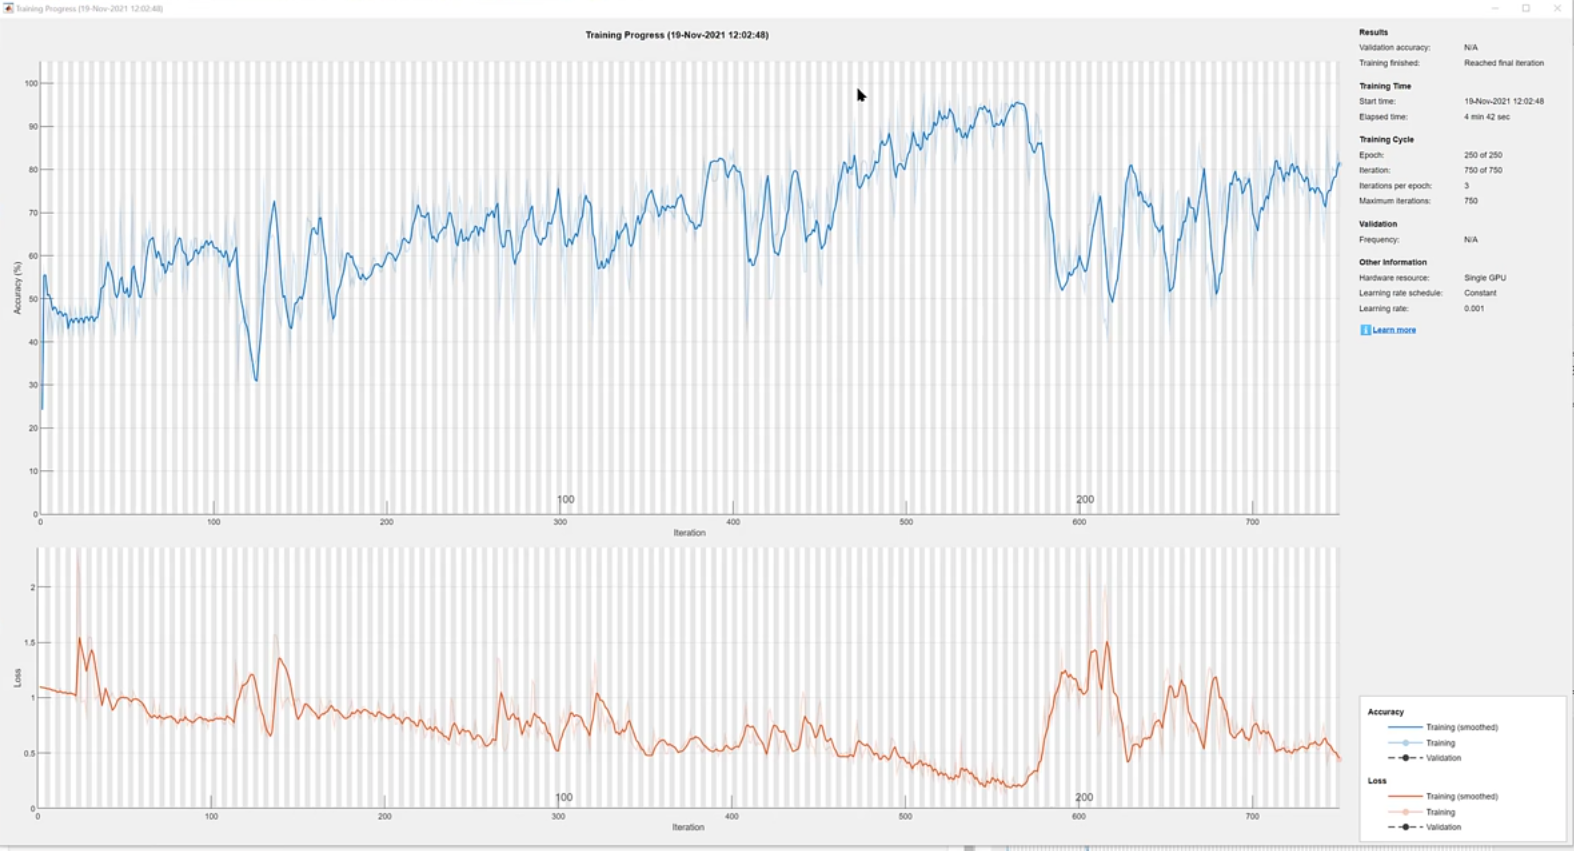 Training Progress (19-Nov-2021 12:02:48)
Training Progress (19-Nov-2021 12:02:48)
100
90
80
70
60
50
40
30
20
10
0
Accuracy (%)
100
200
0
100
200
300
400
500
600
700
Iteration
2
1.5
1
0.5
0
Loss
100
200
0
100
200
300
400
500
600
700
Iteration
Results
Validation accuracy: N/A
Training finished: Reached final iteration
Training Time
Start time: 19-Nov-2021 12:02:48
Elapsed time: 4 min 42 sec
Training Cycle
Epoch: 250 of 250
Iteration: 750 of 750
Iterations per epoch: 3
Maximum iterations: 750
Validation
Frequency: N/A
Other Information
Hardware resource: Single GPU
Learning rate schedule: Constant
Learning rate: 0.001
Learn more
Accuracy
Training (smoothed)
Training
Validation
Loss
Training (smoothed)
Training
Validation